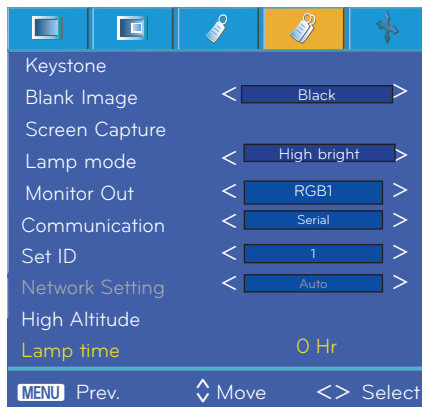 Keystone
Blank Image < Black >
Screen Capture
Lamp mode < High bright >
Monitor Out < RGB1 >
Communication < Serial >
Set ID < 1 >
Network Setting < Auto >
High Altitude
Lamp time 0 Hr
MENU Prev. Move <> Select